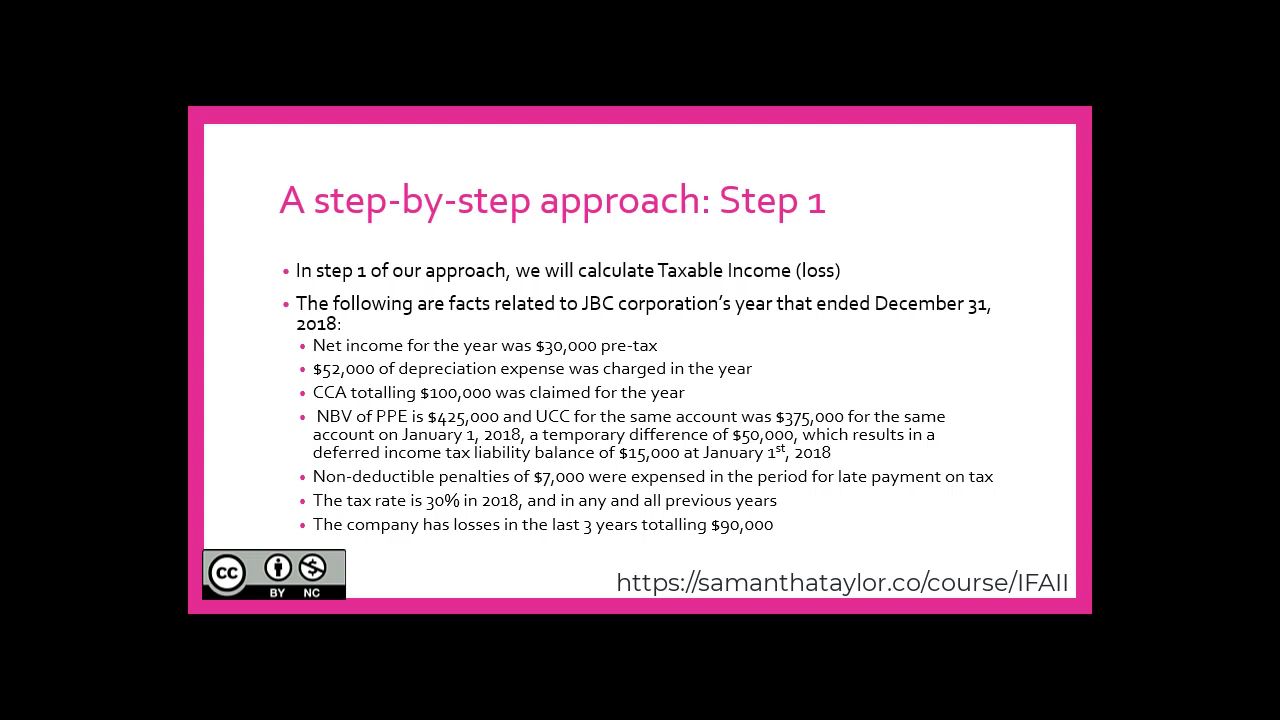 A step-by-step approach: Step 1
• In step 1 of our approach, we will calculate Taxable Income (loss)
• The following are facts related to JBC corporation's year that ended December 31,
2018:
• Net income for the year was $30,000 pre-tax
• $52,000 of depreciation expense was charged in the year
• CCA totalling $100,000 was claimed for the year
• NBV of PPE is $425,000 and UCC for the same account was $375,000 for the same
account on January 1, 2018, a temporary difference of $50,000, which results in a
deferred income tax liability balance of $15,000 at January 1st, 2018
• Non-deductible penalties of $7,000 were expensed in the period for late payment on tax
• The tax rate is 30% in 2018, and in any and all previous years
• The company has losses in the last 3 years totalling $90,000
cc BY NC
https://samanthataylor.co/course/IFAII